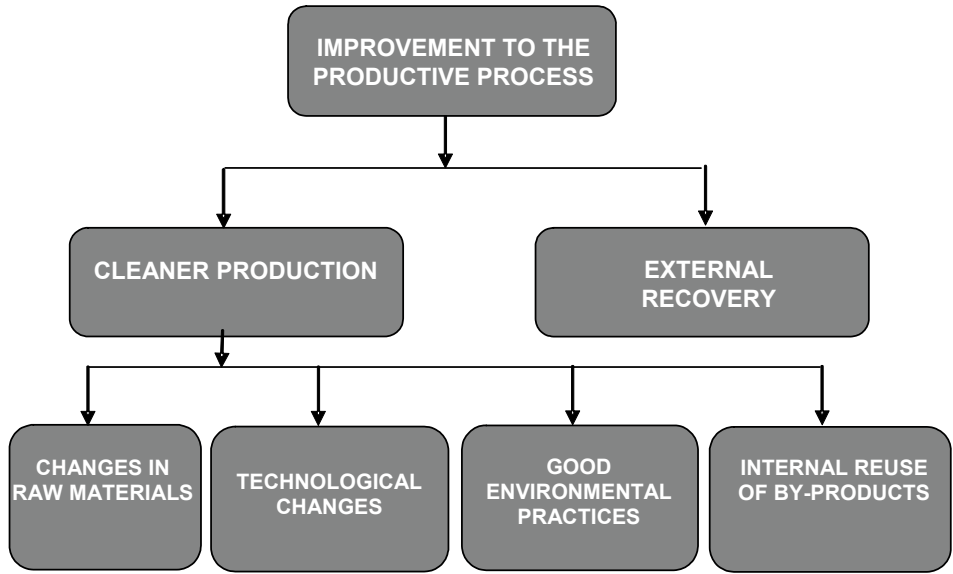 IMPROVEMENT TO THE
PRODUCTIVE PROCESS
CLEANER PRODUCTION
EXTERNAL
RECOVERY
CHANGES IN
RAW MATERIALS
TECHNOLOGICAL
CHANGES
GOOD
ENVIRONMENTAL
PRACTICES
INTERNAL REUSE
OF BY-PRODUCTS